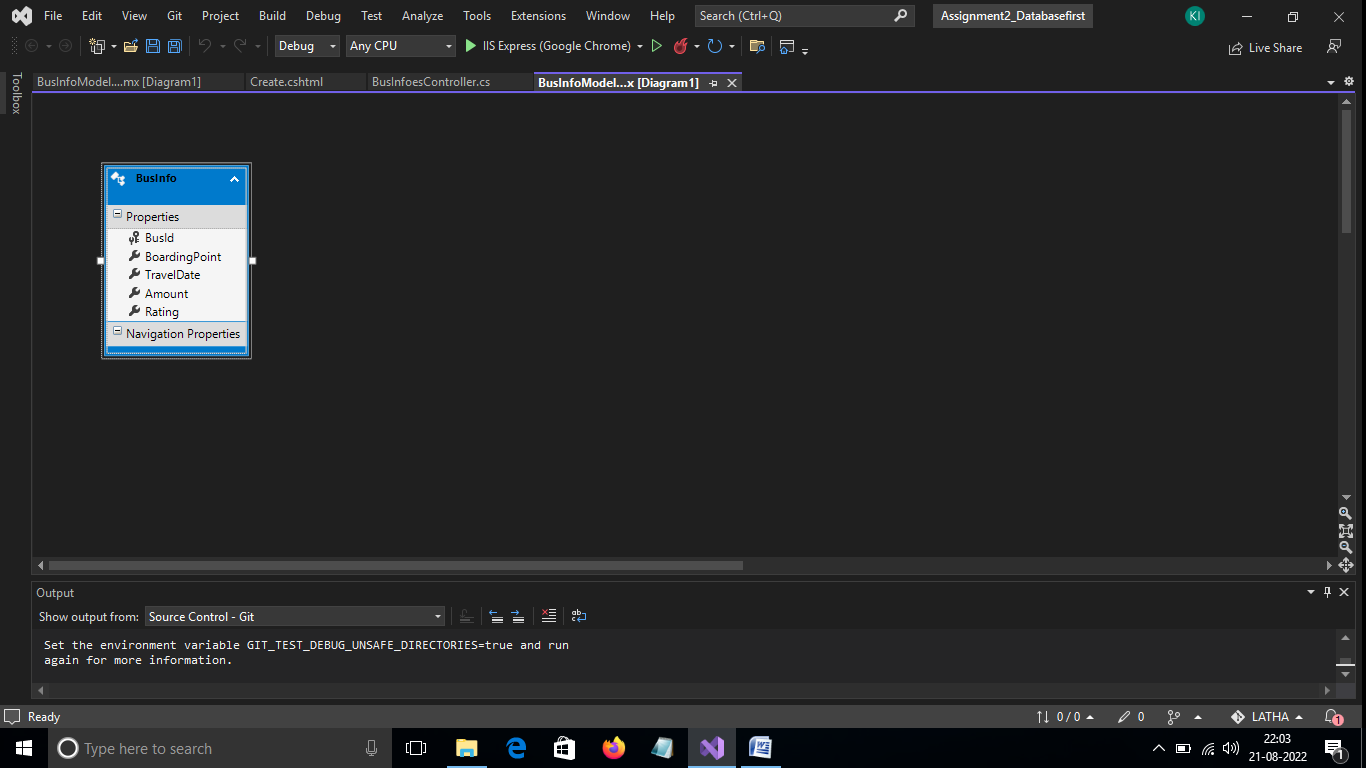 File Edit View Git Project Build Debug Test Analyze Tools Extensions Window Help Search (Ctrl+Q) Assignment2_Databasefirst KI
Debug Any CPU IIS Express (Google Chrome) Live Share
Toolbox
BusInfoModel....mx [Diagram1] Create.cshtml BusInfoesController.cs BusInfoModel...x [Diagram1]
BusInfo
Properties
BusId
BoardingPoint
TravelDate
Amount
Rating
Navigation Properties
Output
Show output from: Source Control - Git
Set the environment variable GIT_TEST_DEBUG_UNSAFE_DIRECTORIES=true and run
again for more information.
Ready 0 / 0 0 LATHA 1
Type here to search 22:03
21-08-2022 1